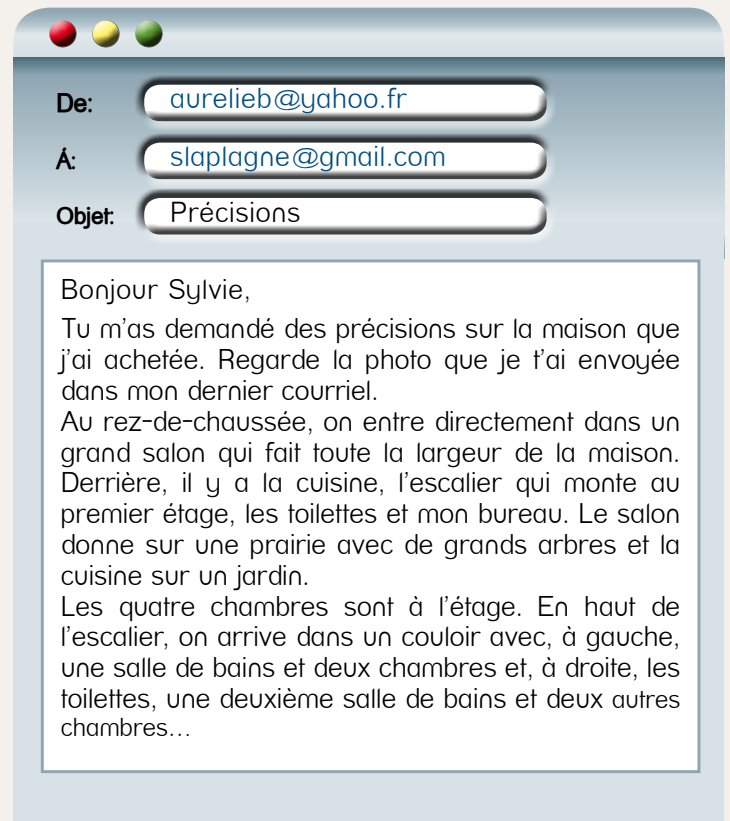 De: aurelieb@yahoo.fr
Á: slaplagne@gmail.com
Objet: Précisions
Bonjour Sylvie,
Tu m'as demandé des précisions sur la maison que
j'ai achetée. Regarde la photo que je t'ai envoyée
dans mon dernier courriel.
Au rez-de-chaussée, on entre directement dans un
grand salon qui fait toute la largeur de la maison.
Derrière, il y a la cuisine, l'escalier qui monte au
premier étage, les toilettes et mon bureau. Le salon
donne sur une prairie avec de grands arbres et la
cuisine sur un jardin.
Les quatre chambres sont à l'étage. En haut de
l'escalier, on arrive dans un couloir avec, à gauche,
une salle de bains et deux chambres et, à droite, les
toilettes, une deuxième salle de bains et deux autres
chambres...